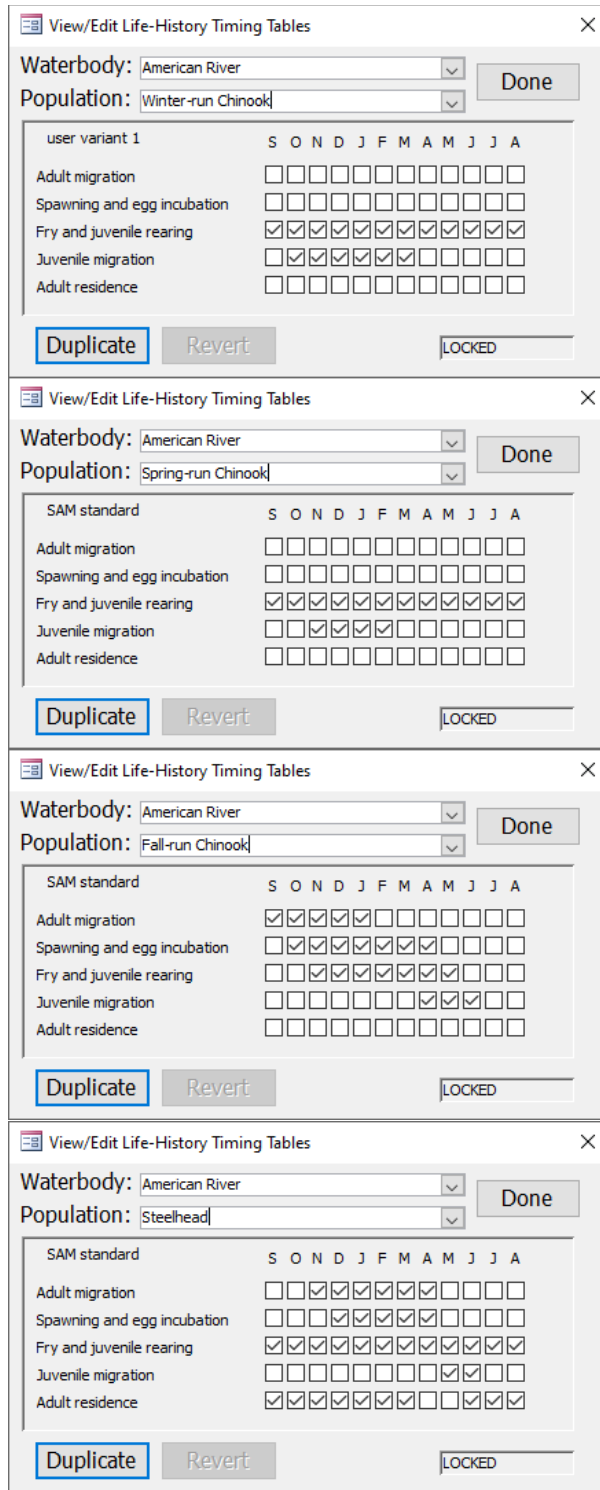 View/Edit Life-History Timing Tables
Waterbody: American River
Done
Population: Winter-run Chinook
user variant 1 S O N D J F M A M J J A
Adult migration
Spawning and egg incubation
Fry and juvenile rearing
Juvenile migration
Adult residence
Duplicate Revert LOCKED
View/Edit Life-History Timing Tables
Waterbody: American River
Done
Population: Spring-run Chinook
SAM standard S O N D J F M A M J J A
Adult migration
Spawning and egg incubation
Fry and juvenile rearing
Juvenile migration
Adult residence
Duplicate Revert LOCKED
View/Edit Life-History Timing Tables
Waterbody: American River
Done
Population: Fall-run Chinook
SAM standard S O N D J F M A M J J A
Adult migration
Spawning and egg incubation
Fry and juvenile rearing
Juvenile migration
Adult residence
Duplicate Revert LOCKED
View/Edit Life-History Timing Tables
Waterbody: American River
Done
Population: Steelhead
SAM standard S O N D J F M A M J J A
Adult migration
Spawning and egg incubation
Fry and juvenile rearing
Juvenile migration
Adult residence
Duplicate Revert LOCKED